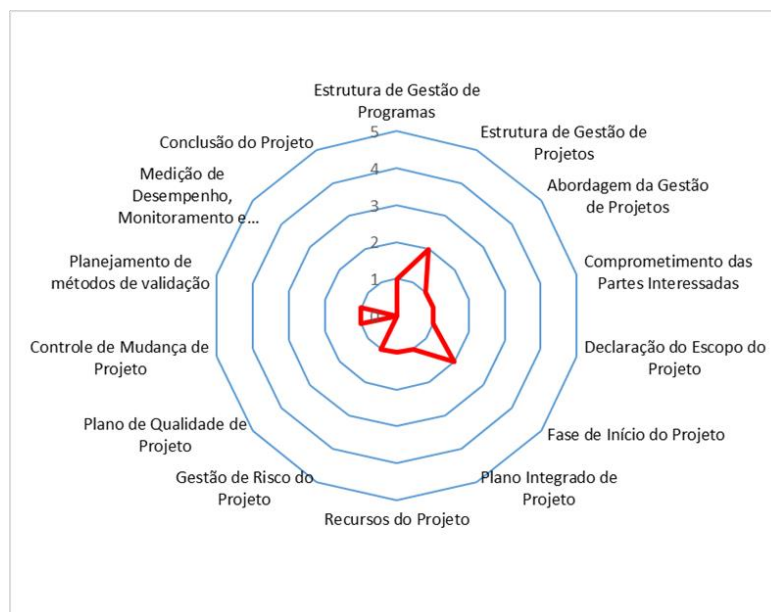 Estrutura de Gestão de
Programas
Estrutura de Gestão de
Projetos
Abordagem da Gestão
de Projetos
Comprometimento das
Partes Interessadas
Declaração do Escopo do
Projeto
Fase de Início do Projeto
Plano Integrado de
Projeto
Recursos do Projeto
Gestão de Risco do
Projeto
Plano de Qualidade de
Projeto
Controle de Mudança de
Projeto
Planejamento de
métodos de validação
Medição de
Desempenho,
Monitoramento e...
Conclusão do Projeto
5
4
3
2
1
0